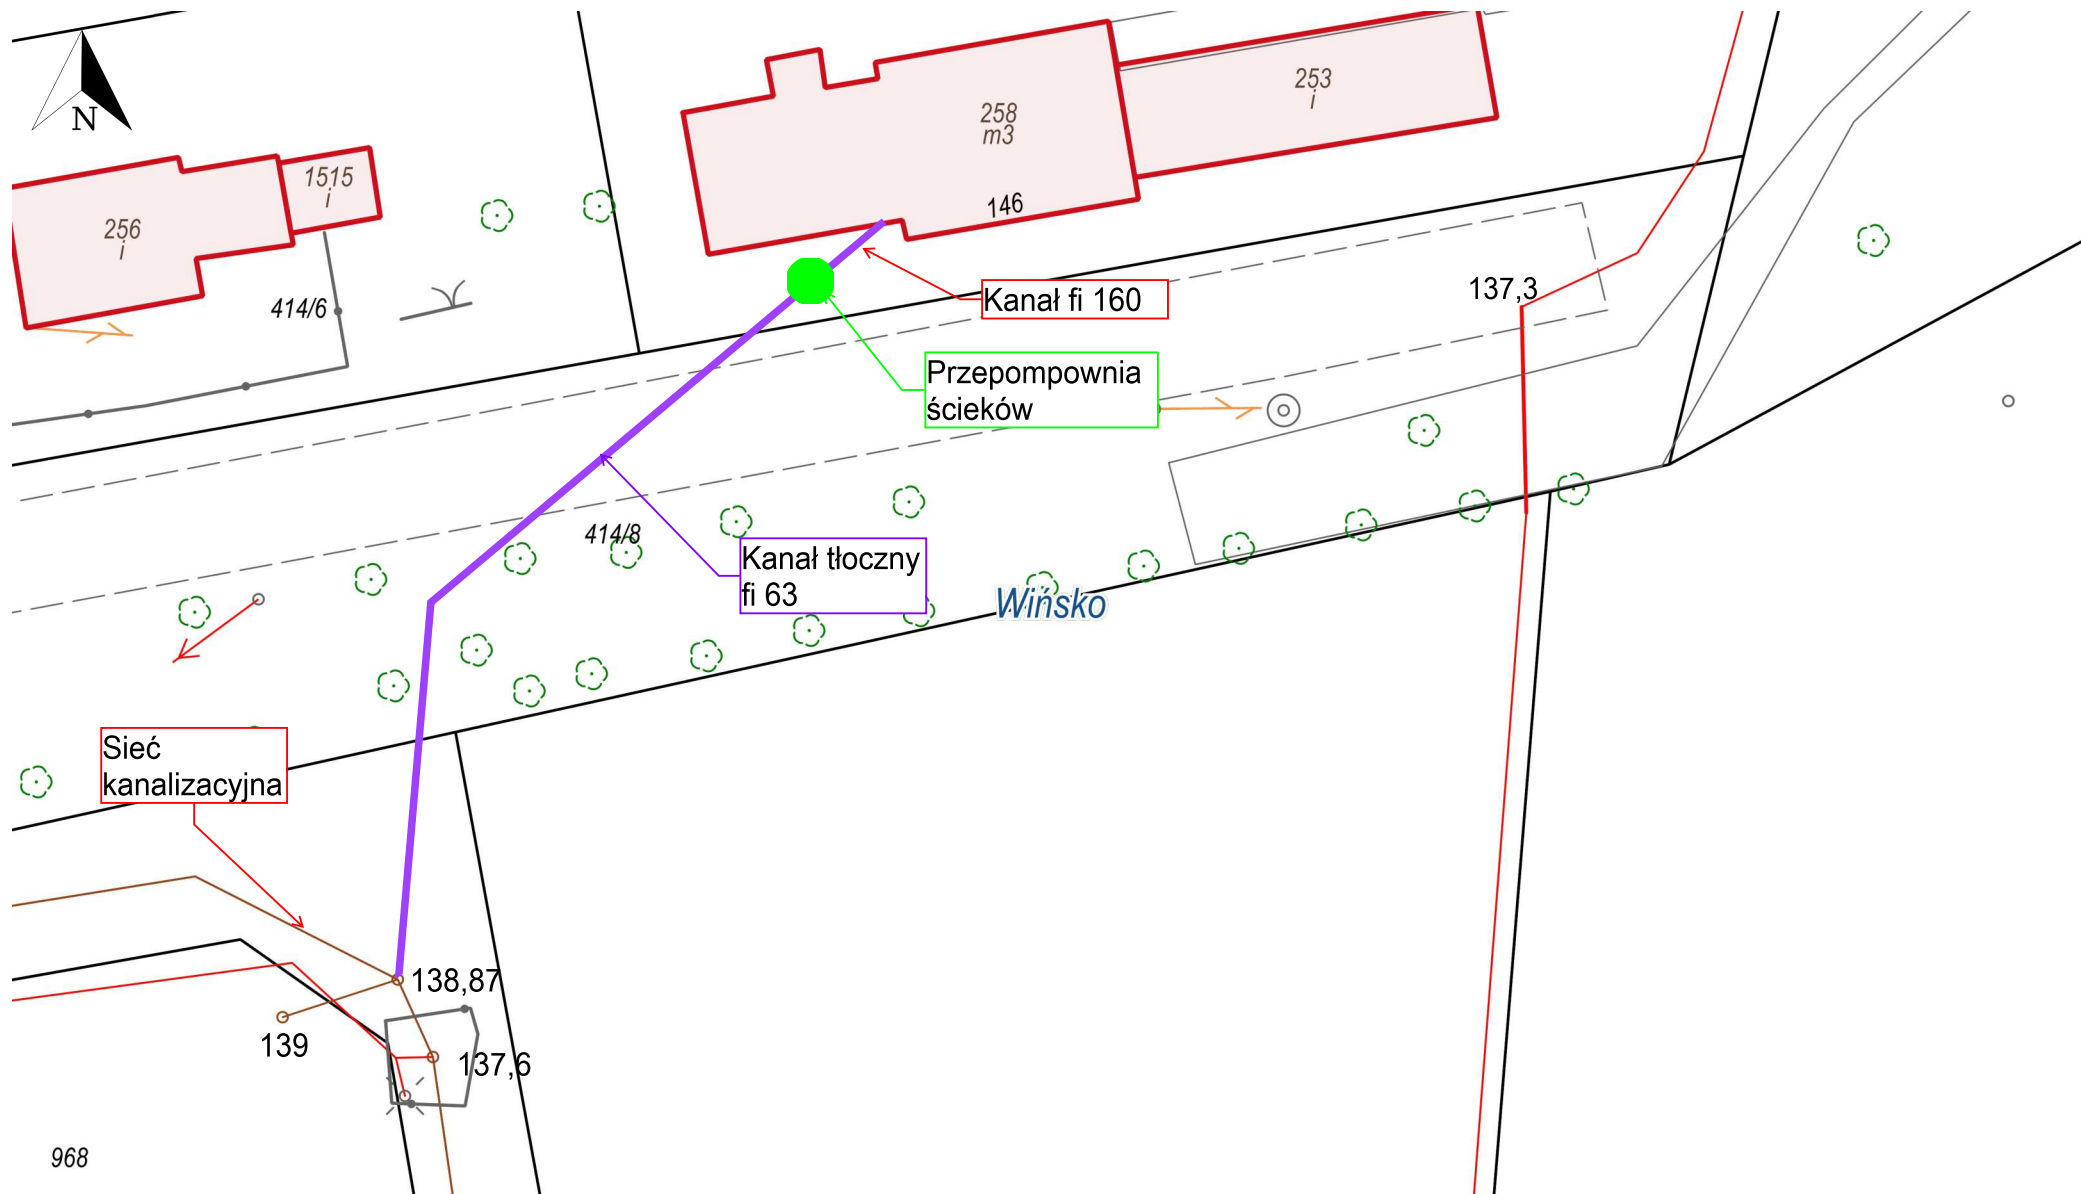 N
253
i
258
m3
1515
i
146
256
i
414/6
Kanał fi 160
137,3
Przepompownia
ścieków
414/8
Kanał tłoczny
fi 63
Wińsko
Sieć
kanalizacyjna
138,87
139
137,6
968